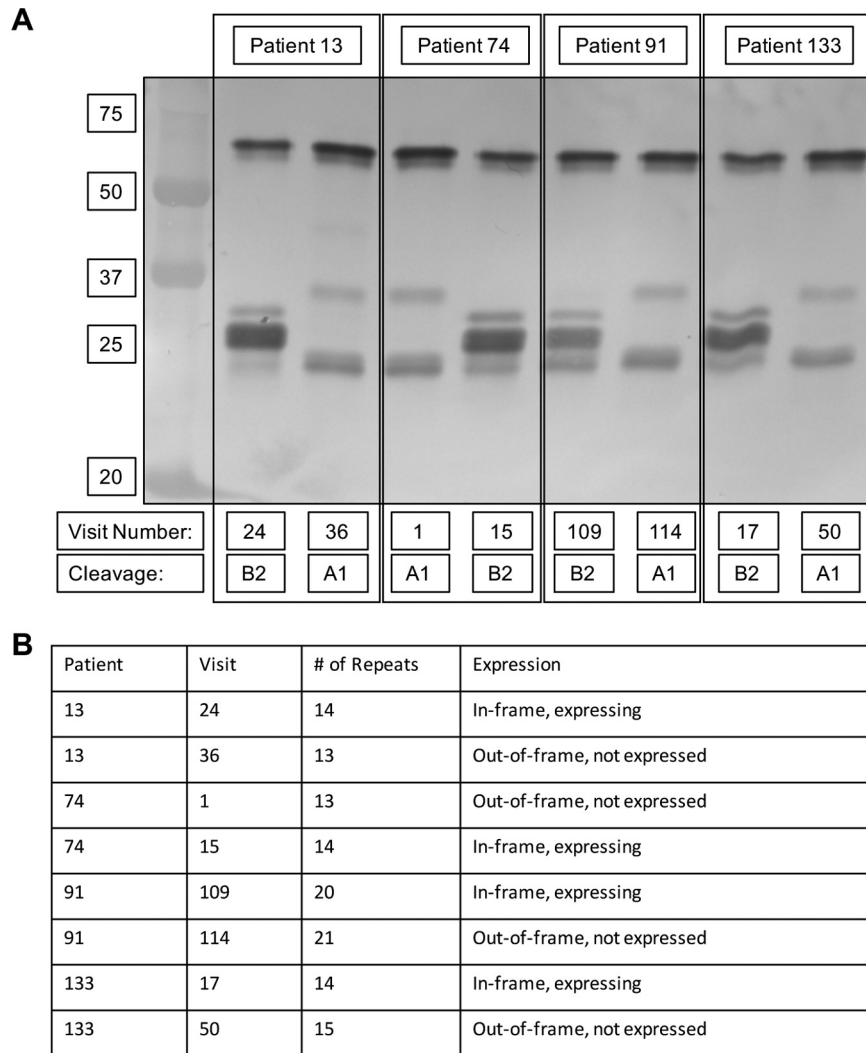 A
Patient 13 Patient 74 Patient 91 Patient 133
75
50
37
25
20
Visit Number: 24 36 1 15 109 114 17 50
Cleavage: B2 A1 A1 B2 B2 A1 B2 A1
B
Patient Visit # of Repeats Expression
13 24 14 In-frame, expressing
13 36 13 Out-of-frame, not expressed
74 1 13 Out-of-frame, not expressed
74 15 14 In-frame, expressing
91 109 20 In-frame, expressing
91 114 21 Out-of-frame, not expressed
133 17 14 In-frame, expressing
133 50 15 Out-of-frame, not expressed